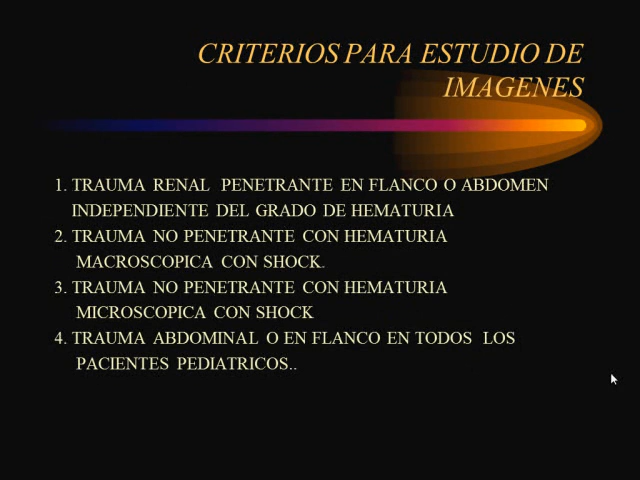 CRITERIOS PARA ESTUDIO DE
IMAGENES
1. TRAUMA RENAL PENETRANTE EN FLANCO O ABDOMEN
INDEPENDIENTE DEL GRADO DE HEMATURIA
2. TRAUMA NO PENETRANTE CON HEMATURIA
MACROSCOPICA CON SHOCK.
3. TRAUMA NO PENETRANTE CON HEMATURIA
MICROSCOPICA CON SHOCK
4. TRAUMA ABDOMINAL O EN FLANCO EN TODOS LOS
PACIENTES PEDIATRICOS..